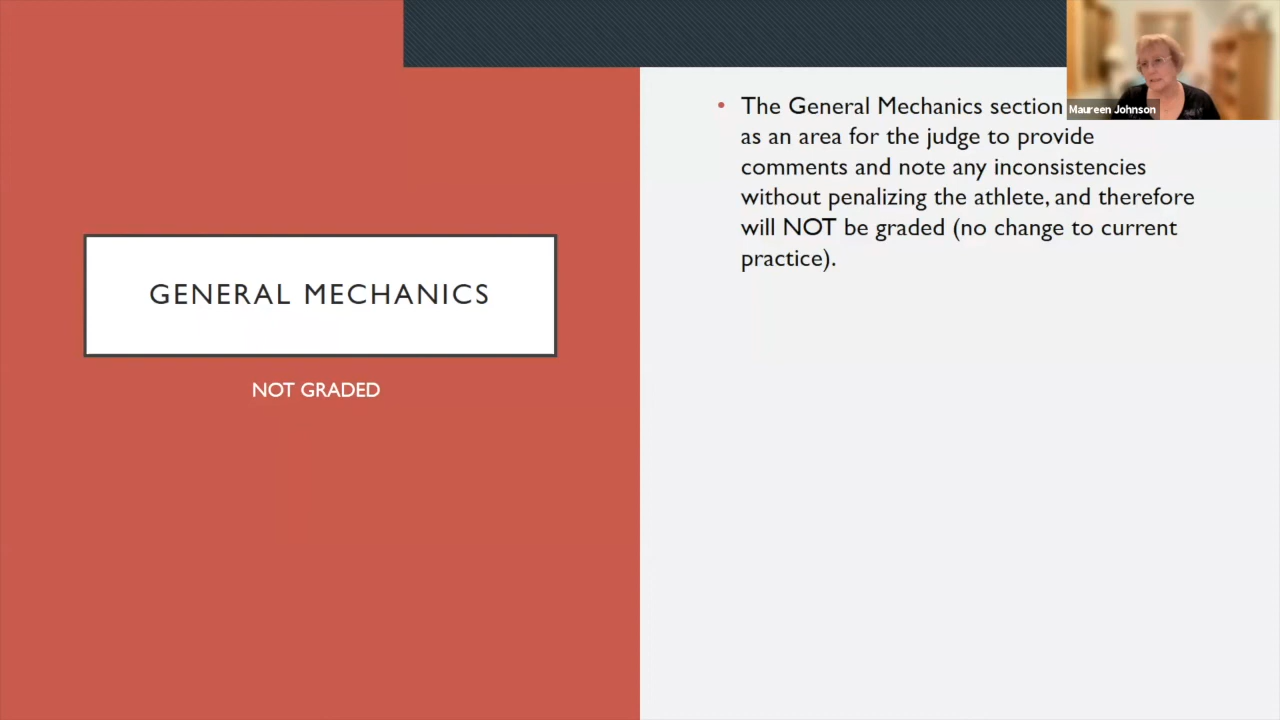 GENERAL MECHANICS
NOT GRADED
• The General Mechanics section
as an area for the judge to provide
comments and note any inconsistencies
without penalizing the athlete, and therefore
will NOT be graded (no change to current
practice).
Maureen Johnson